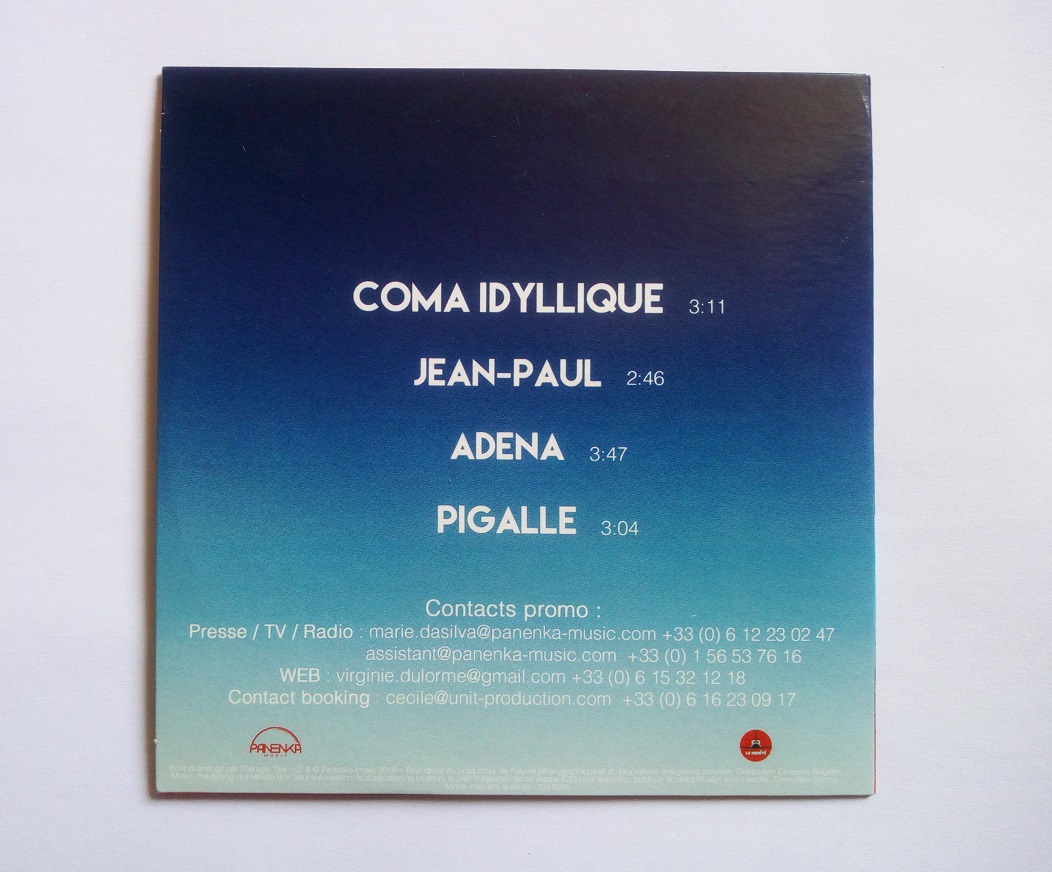 COMA IDYLLIQUE 3:11
JEAN-PAUL 2:46
ADENA 3:47
PIGALLE 3:04
Contacts promo :
Presse / TV / Radio : marie.dasilva@panenka-music.com +33 (0) 6 12 23 02 47
assistant@panenka-music.com +33 (0) 1 56 53 76 16
WEB : virginie.dulorme@gmail.com +33 (0) 6 15 32 12 18
Contact booking : cecile@unit-production.com +33 (0) 6 16 23 09 17
PANENKA
MUSIC